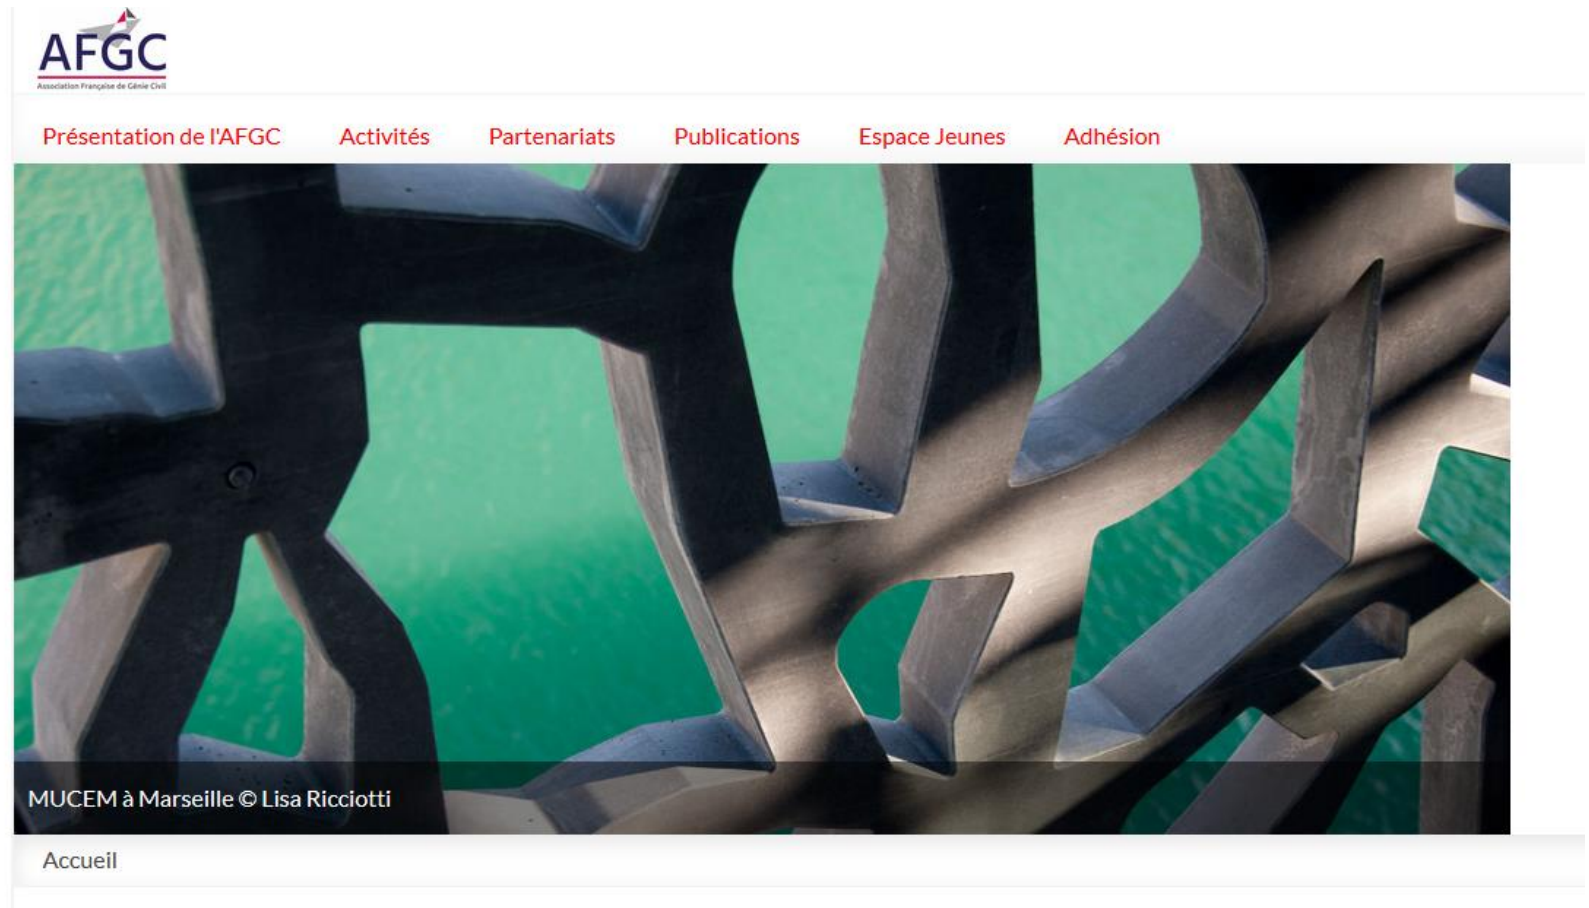 AFGC
Association Française de Génie Civil
Présentation de l'AFGC Activités Partenariats Publications Espace Jeunes Adhésion
MUCEM à Marseille © Lisa Ricciotti
Accueil